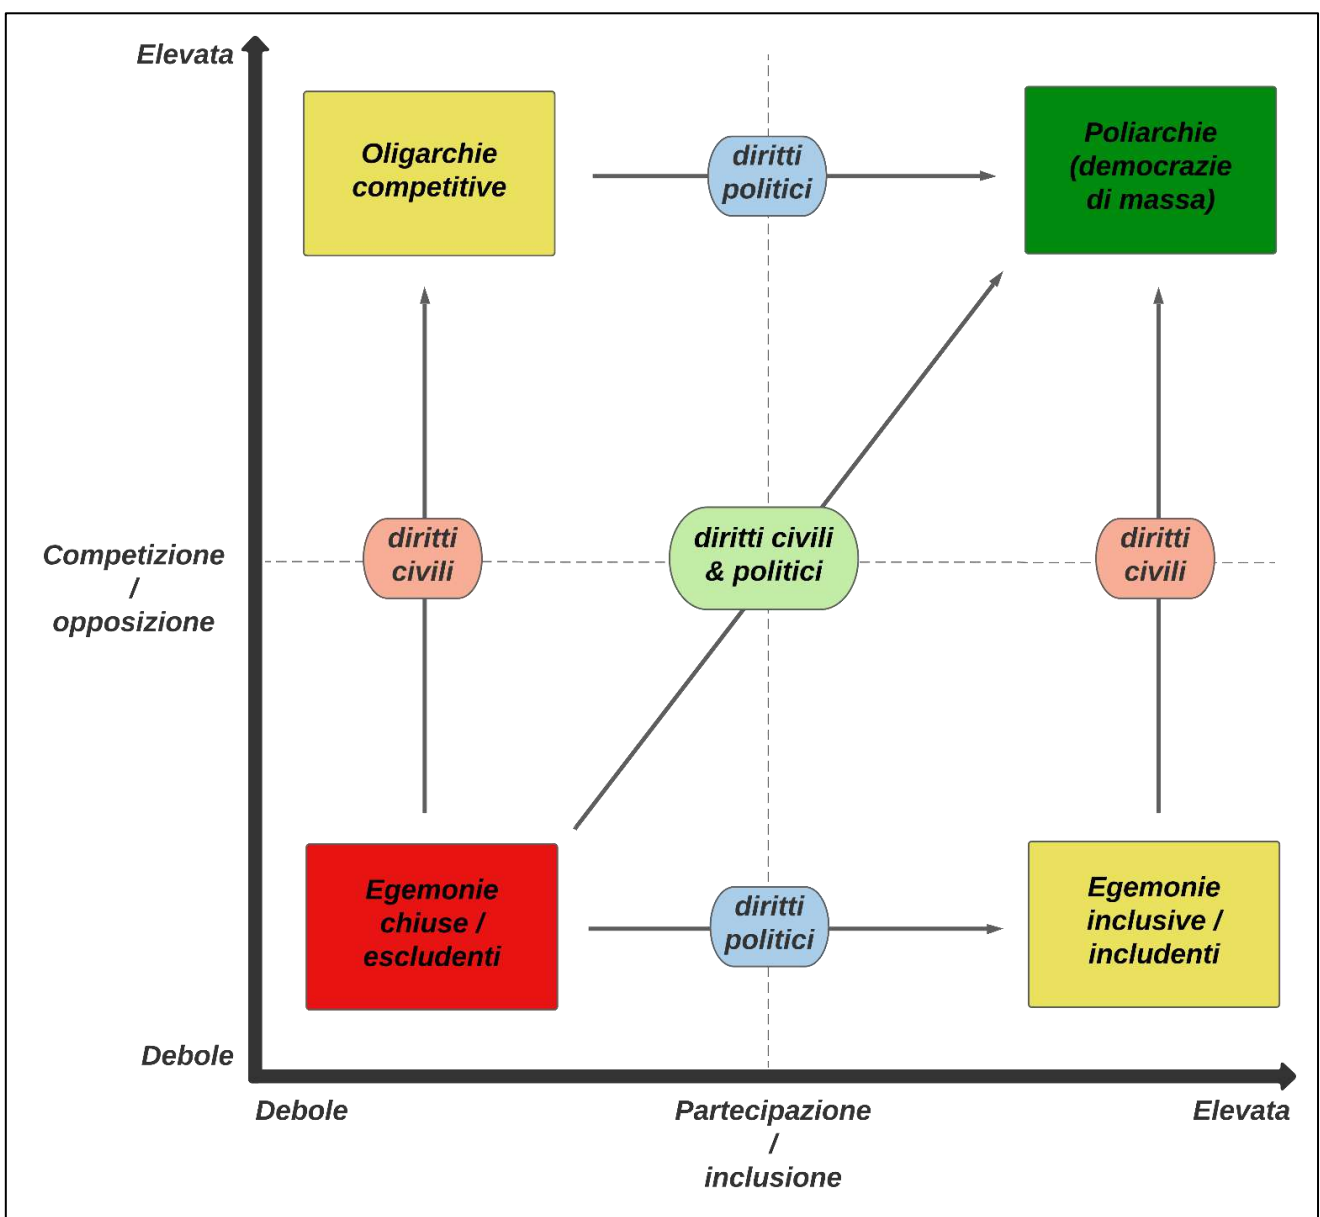 Elevata
Oligarchie
competitive
diritti
politici
Poliarchie
(democrazie
di massa)
Competizione
/
opposizione
diritti
civili
diritti civili
& politici
diritti
civili
Egemonie
chiuse /
escludenti
diritti
politici
Egemonie
inclusive /
includenti
Debole
Debole
Partecipazione
/
inclusione
Elevata